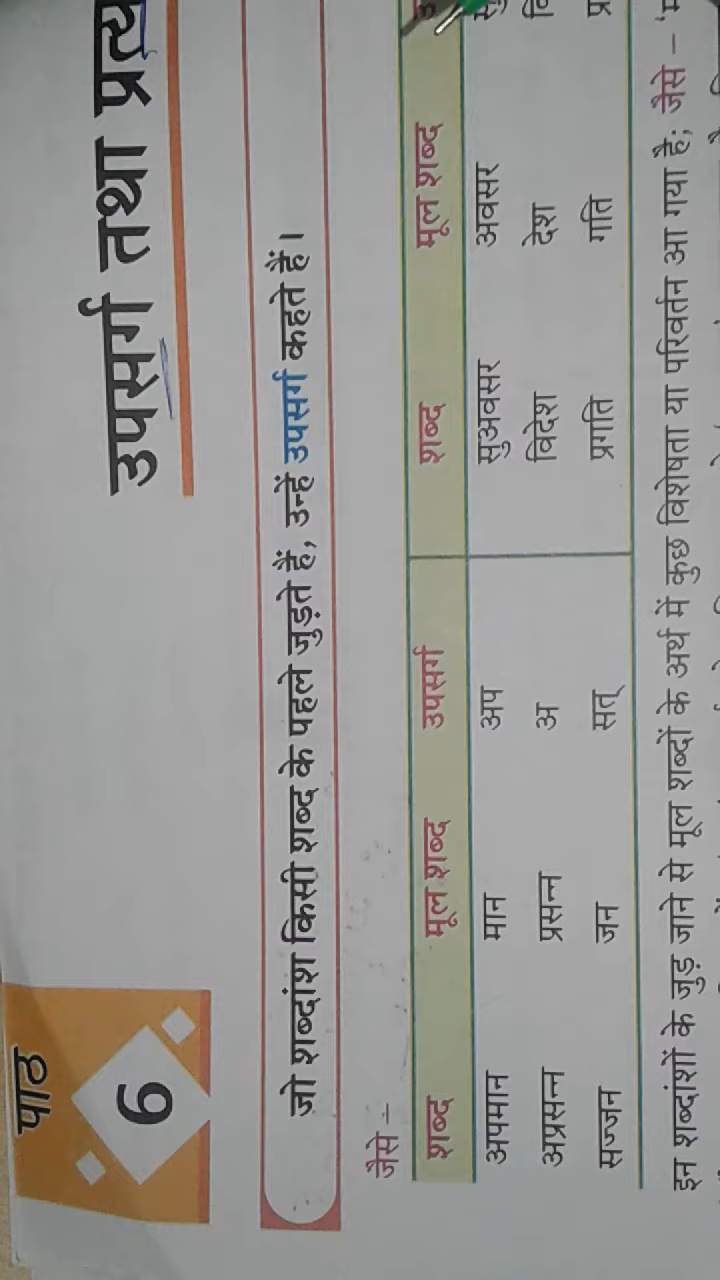 पाठ
6
उपसर्ग तथा
जो शब्दांश किसी शब्द के पहले जुड़ते हैं, उन्हें उपसर्ग कहते हैं।
जैसे –
शब्द मूल शब्द उपसर्ग शब्द मूल शब्द
अपमान मान अप सुअवसर अवसर
अप्रसन्न प्रसन्न अ विदेश देश
सज्जन जन सत् प्रगति गति
इन शब्दांशों के जुड़ जाने से मूल शब्दों के अर्थ में कुछ विशेषता या परिवर्तन आ गया है; जैसे –